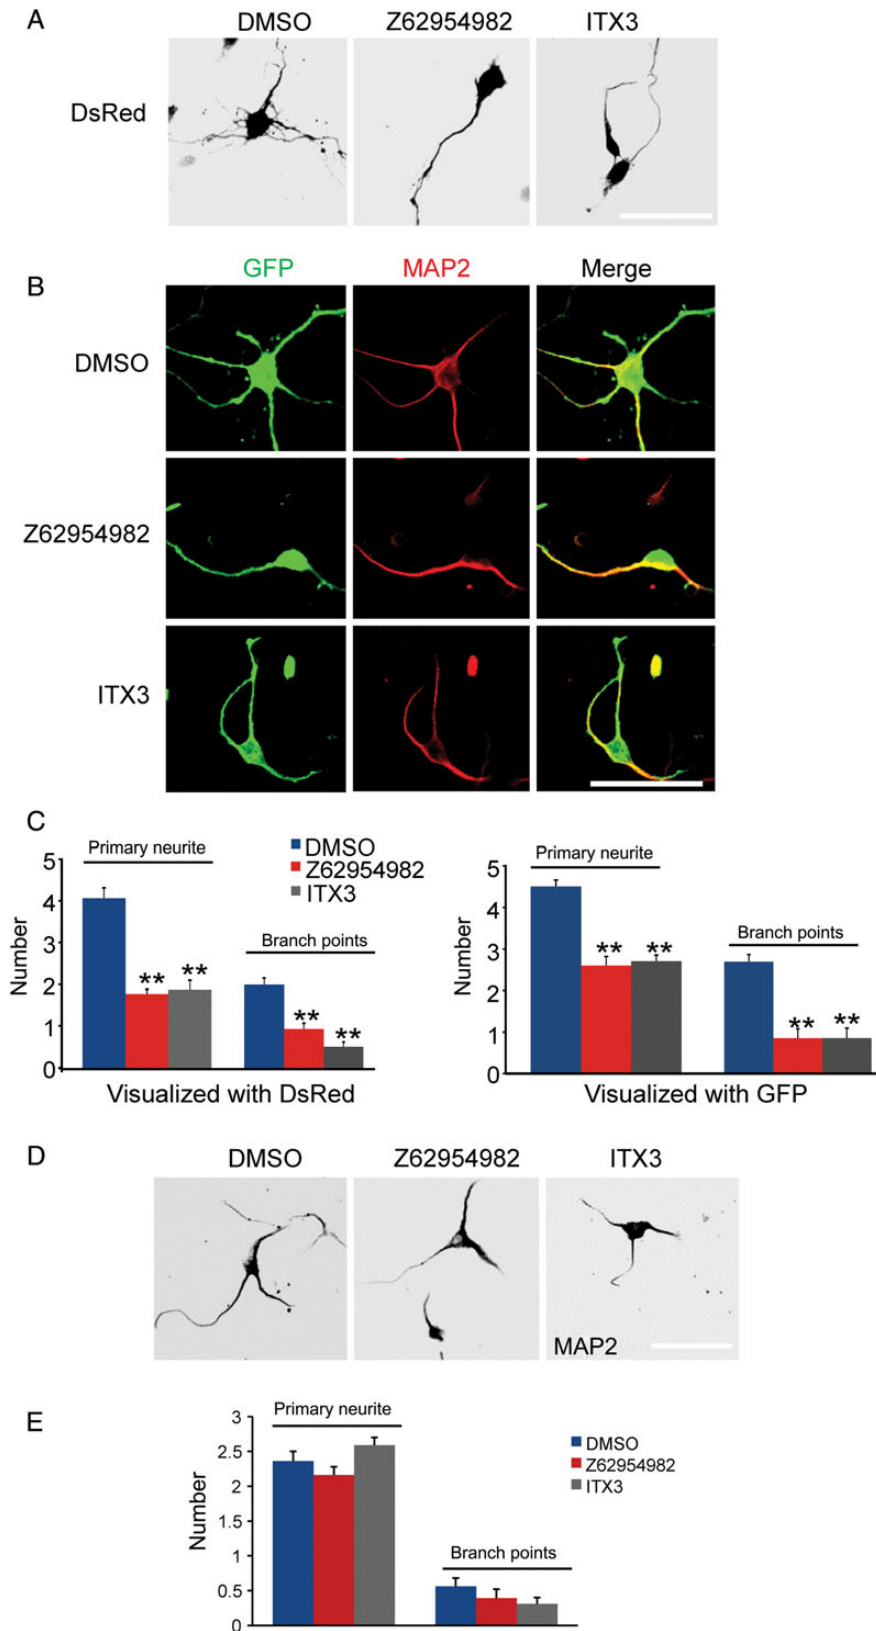 A
DMSO Z62954982 ITX3
DsRed
B
GFP MAP2 Merge
DMSO
Z62954982
ITX3
C
Primary neurite
DMSO
Z62954982
ITX3
Branch points
Number
5
4
3
2
1
0
** **
** **
Visualized with DsRed
Primary neurite
Branch points
Number
5
4
3
2
1
0
** **
** **
Visualized with GFP
D
DMSO Z62954982 ITX3
MAP2
E
Primary neurite
Branch points
DMSO
Z62954982
ITX3
Number
3
2.5
2
1.5
1
0.5
0